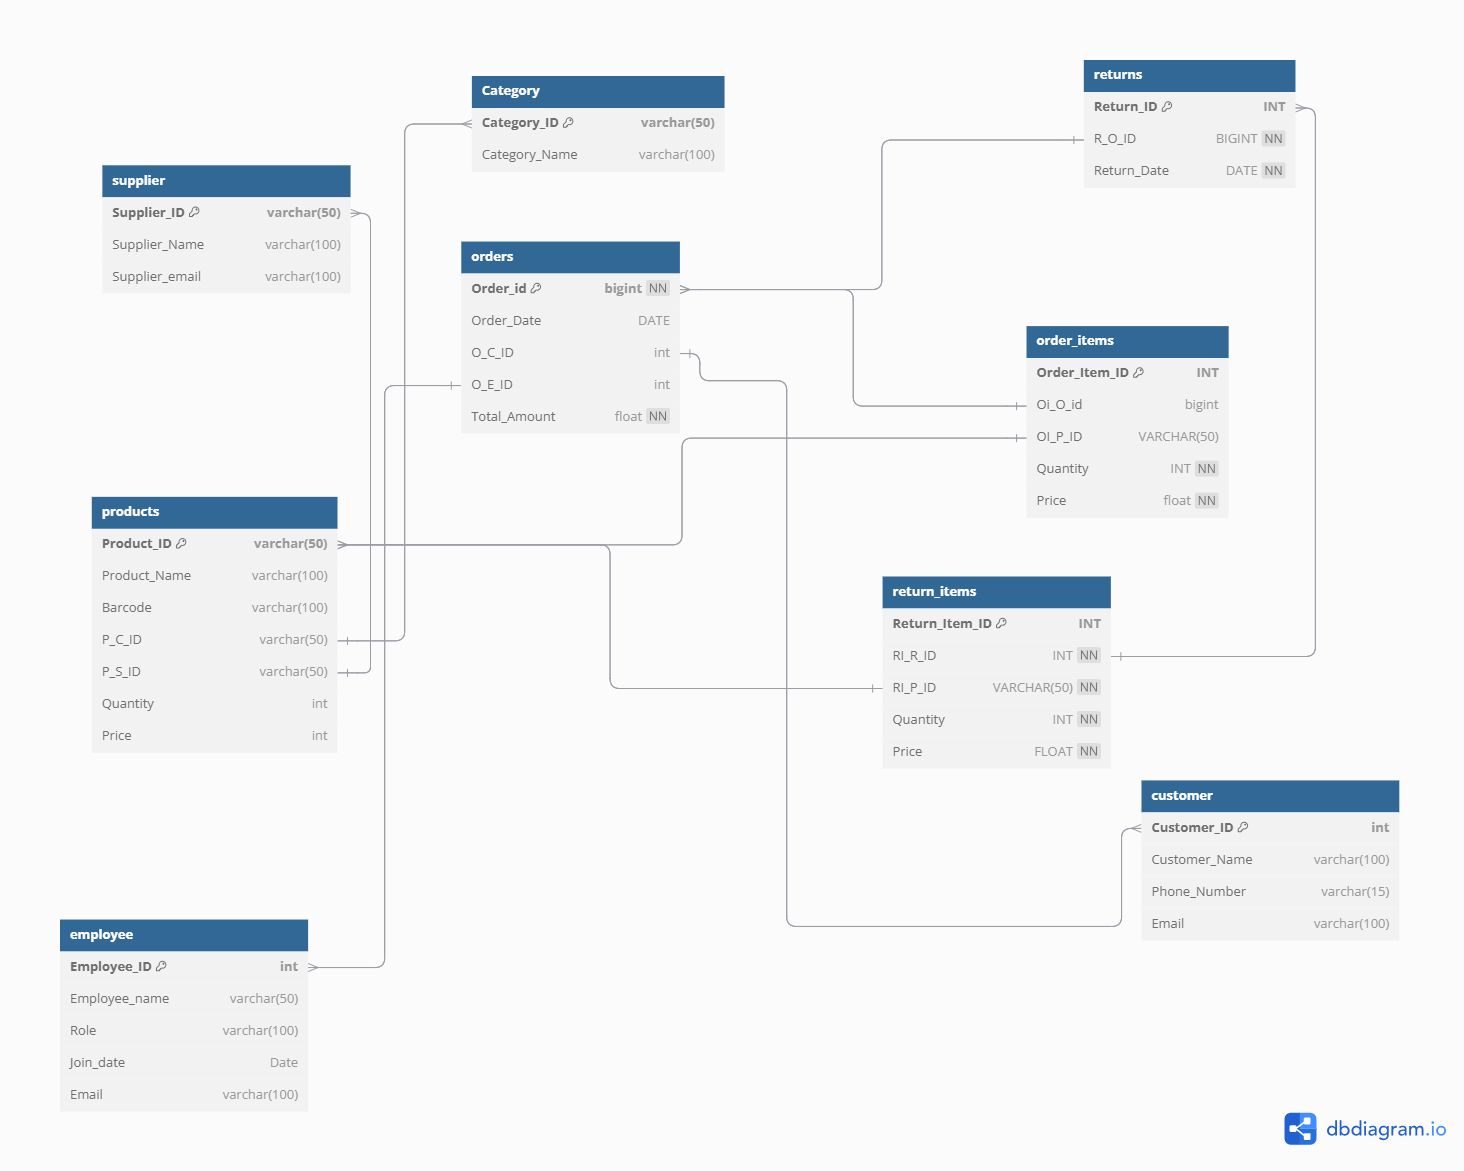 Category
Category_ID varchar(50)
Category_Name varchar(100)
returns
Return_ID INT
R_O_ID BIGINT NN
Return_Date DATE NN
supplier
Supplier_ID varchar(50)
Supplier_Name varchar(100)
Supplier_email varchar(100)
orders
Order_id bigint NN
Order_Date DATE
O_C_ID int
O_E_ID int
Total_Amount float NN
order_items
Order_Item_ID INT
Oi_O_id bigint
OI_P_ID VARCHAR(50)
Quantity INT NN
Price float NN
products
Product_ID varchar(50)
Product_Name varchar(100)
Barcode varchar(100)
P_C_ID varchar(50)
P_S_ID varchar(50)
Quantity int
Price int
return_items
Return_Item_ID INT
RI_R_ID INT NN
RI_P_ID VARCHAR(50) NN
Quantity INT NN
Price FLOAT NN
customer
Customer_ID int
Customer_Name varchar(100)
Phone_Number varchar(15)
Email varchar(100)
employee
Employee_ID int
Employee_name varchar(50)
Role varchar(100)
Join_date Date
Email varchar(100)
dbdiagram.io